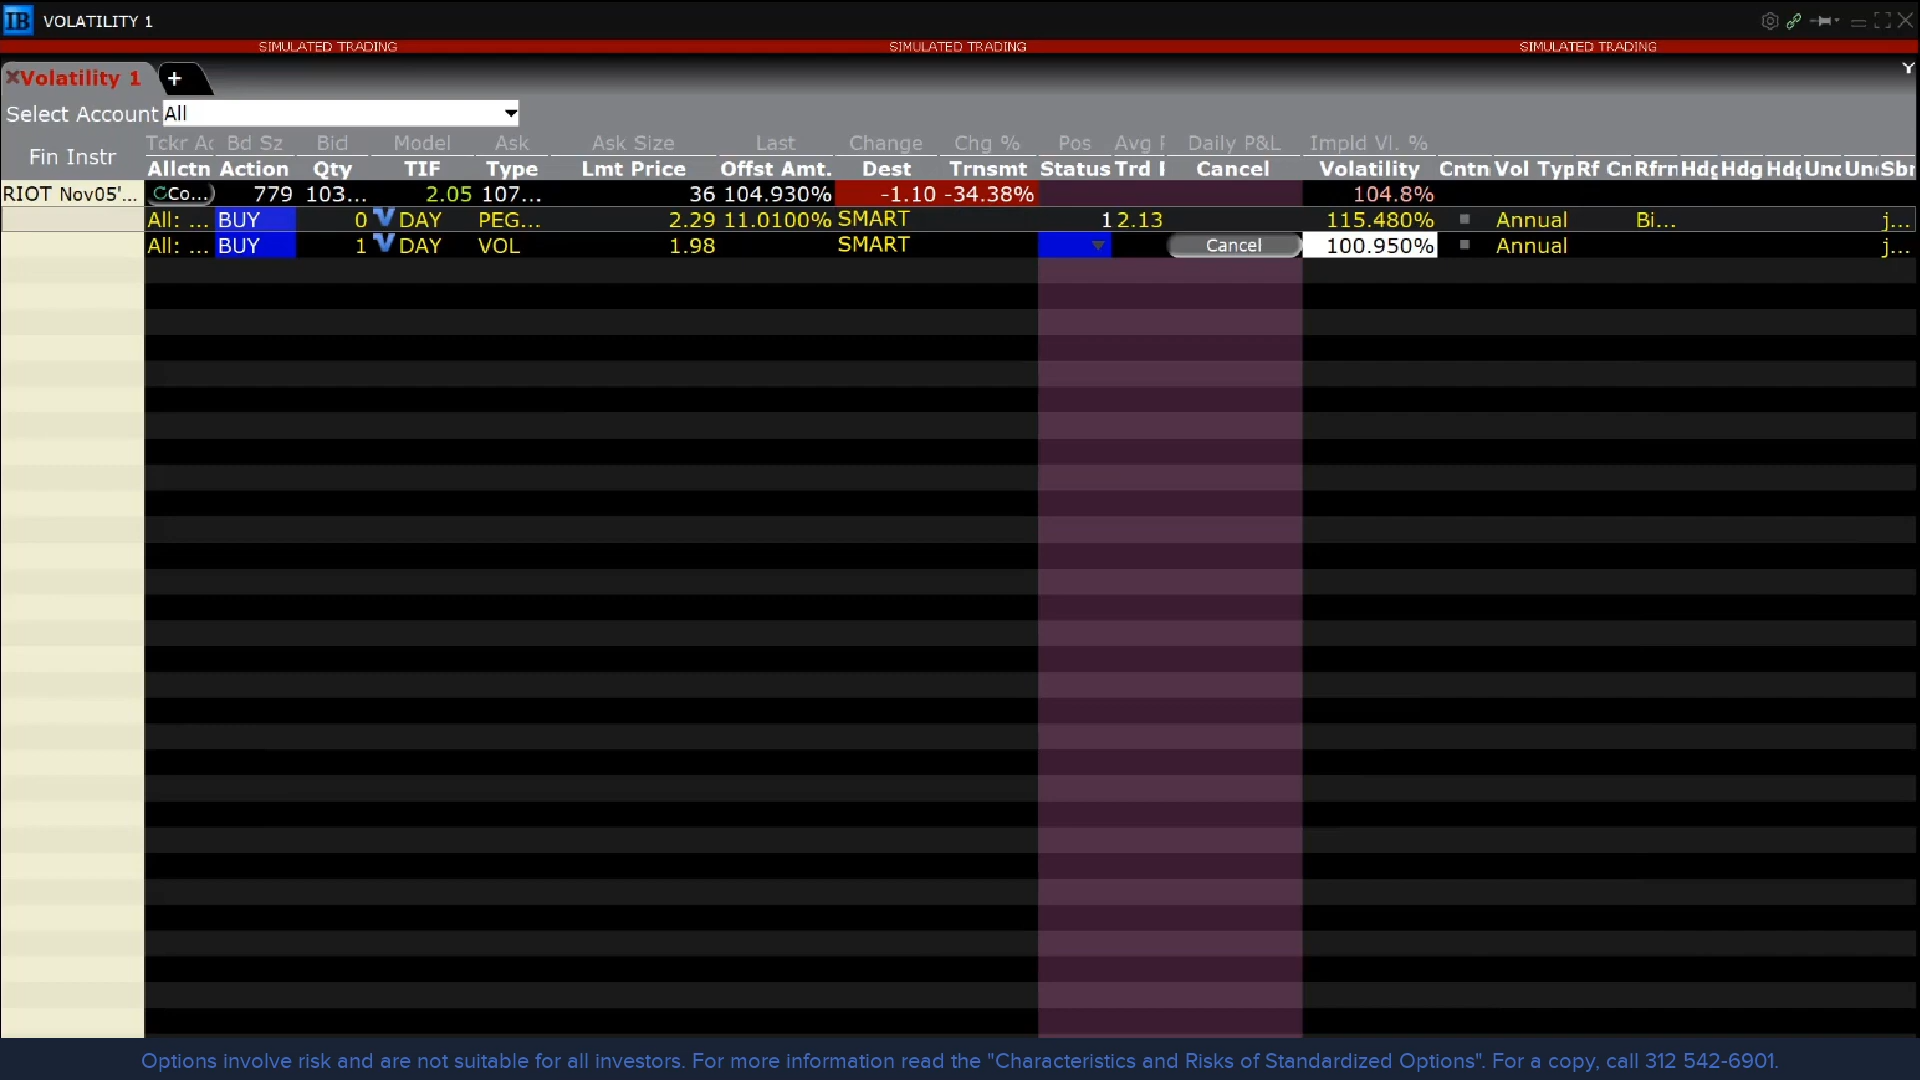 IB VOLATILITY 1
SIMULATED TRADING SIMULATED TRADING SIMULATED TRADING
Volatility 1 +
Select Account All
Tckr Ac Bd Sz Bid Model Ask Ask Size Last Change Chg % Pos Avg P Daily P&L Impld Vl. %
Fin Instr
Allctn Action Qty TIF Type Lmt Price Offst Amt. Dest Trnsmt Status Trd P Cancel Volatility Cntn Vol Typ Rf Cn Rfrn Hdg Hdg Hdg Und Und Sbr
RIOT Nov05'... Co... 779 103... 2.05 107... 36 104.930% -1.10 -34.38% 104.8%
All: ... BUY 0 DAY PEG... 2.29 11.0100% SMART 1 2.13 115.480% Annual Bi... j...
All: ... BUY 1 DAY VOL 1.98 SMART Cancel 100.950% Annual j...
Options involve risk and are not suitable for all investors. For more information read the "Characteristics and Risks of Standardized Options". For a copy, call 312 542-6901.